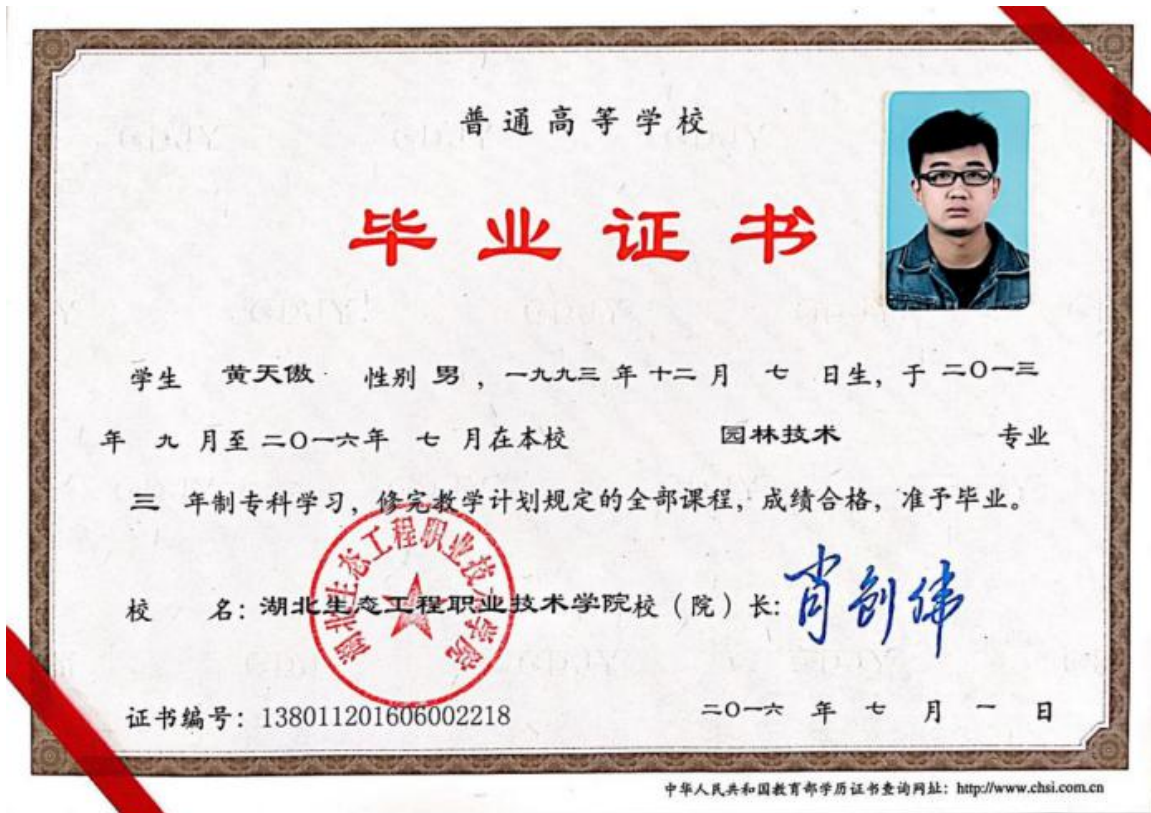 普通高等学校
毕业证书
学生 黄天傲 性别 男 ，一九九三 年 十二 月 七 日生，于 二〇一三
年 九 月至 二〇一六年 七 月在本校 园林技术 专业
三 年制专科学习，修完教学计划规定的全部课程，成绩合格，准予毕业。
湖北生态工程职业技术学院
校 名：湖北生态工程职业技术学院校（院）长：肖创伟
证书编号：138011201606002218 二〇一六 年 七 月 一 日
中华人民共和国教育部学历证书查询网址：http://www.chsi.com.cn